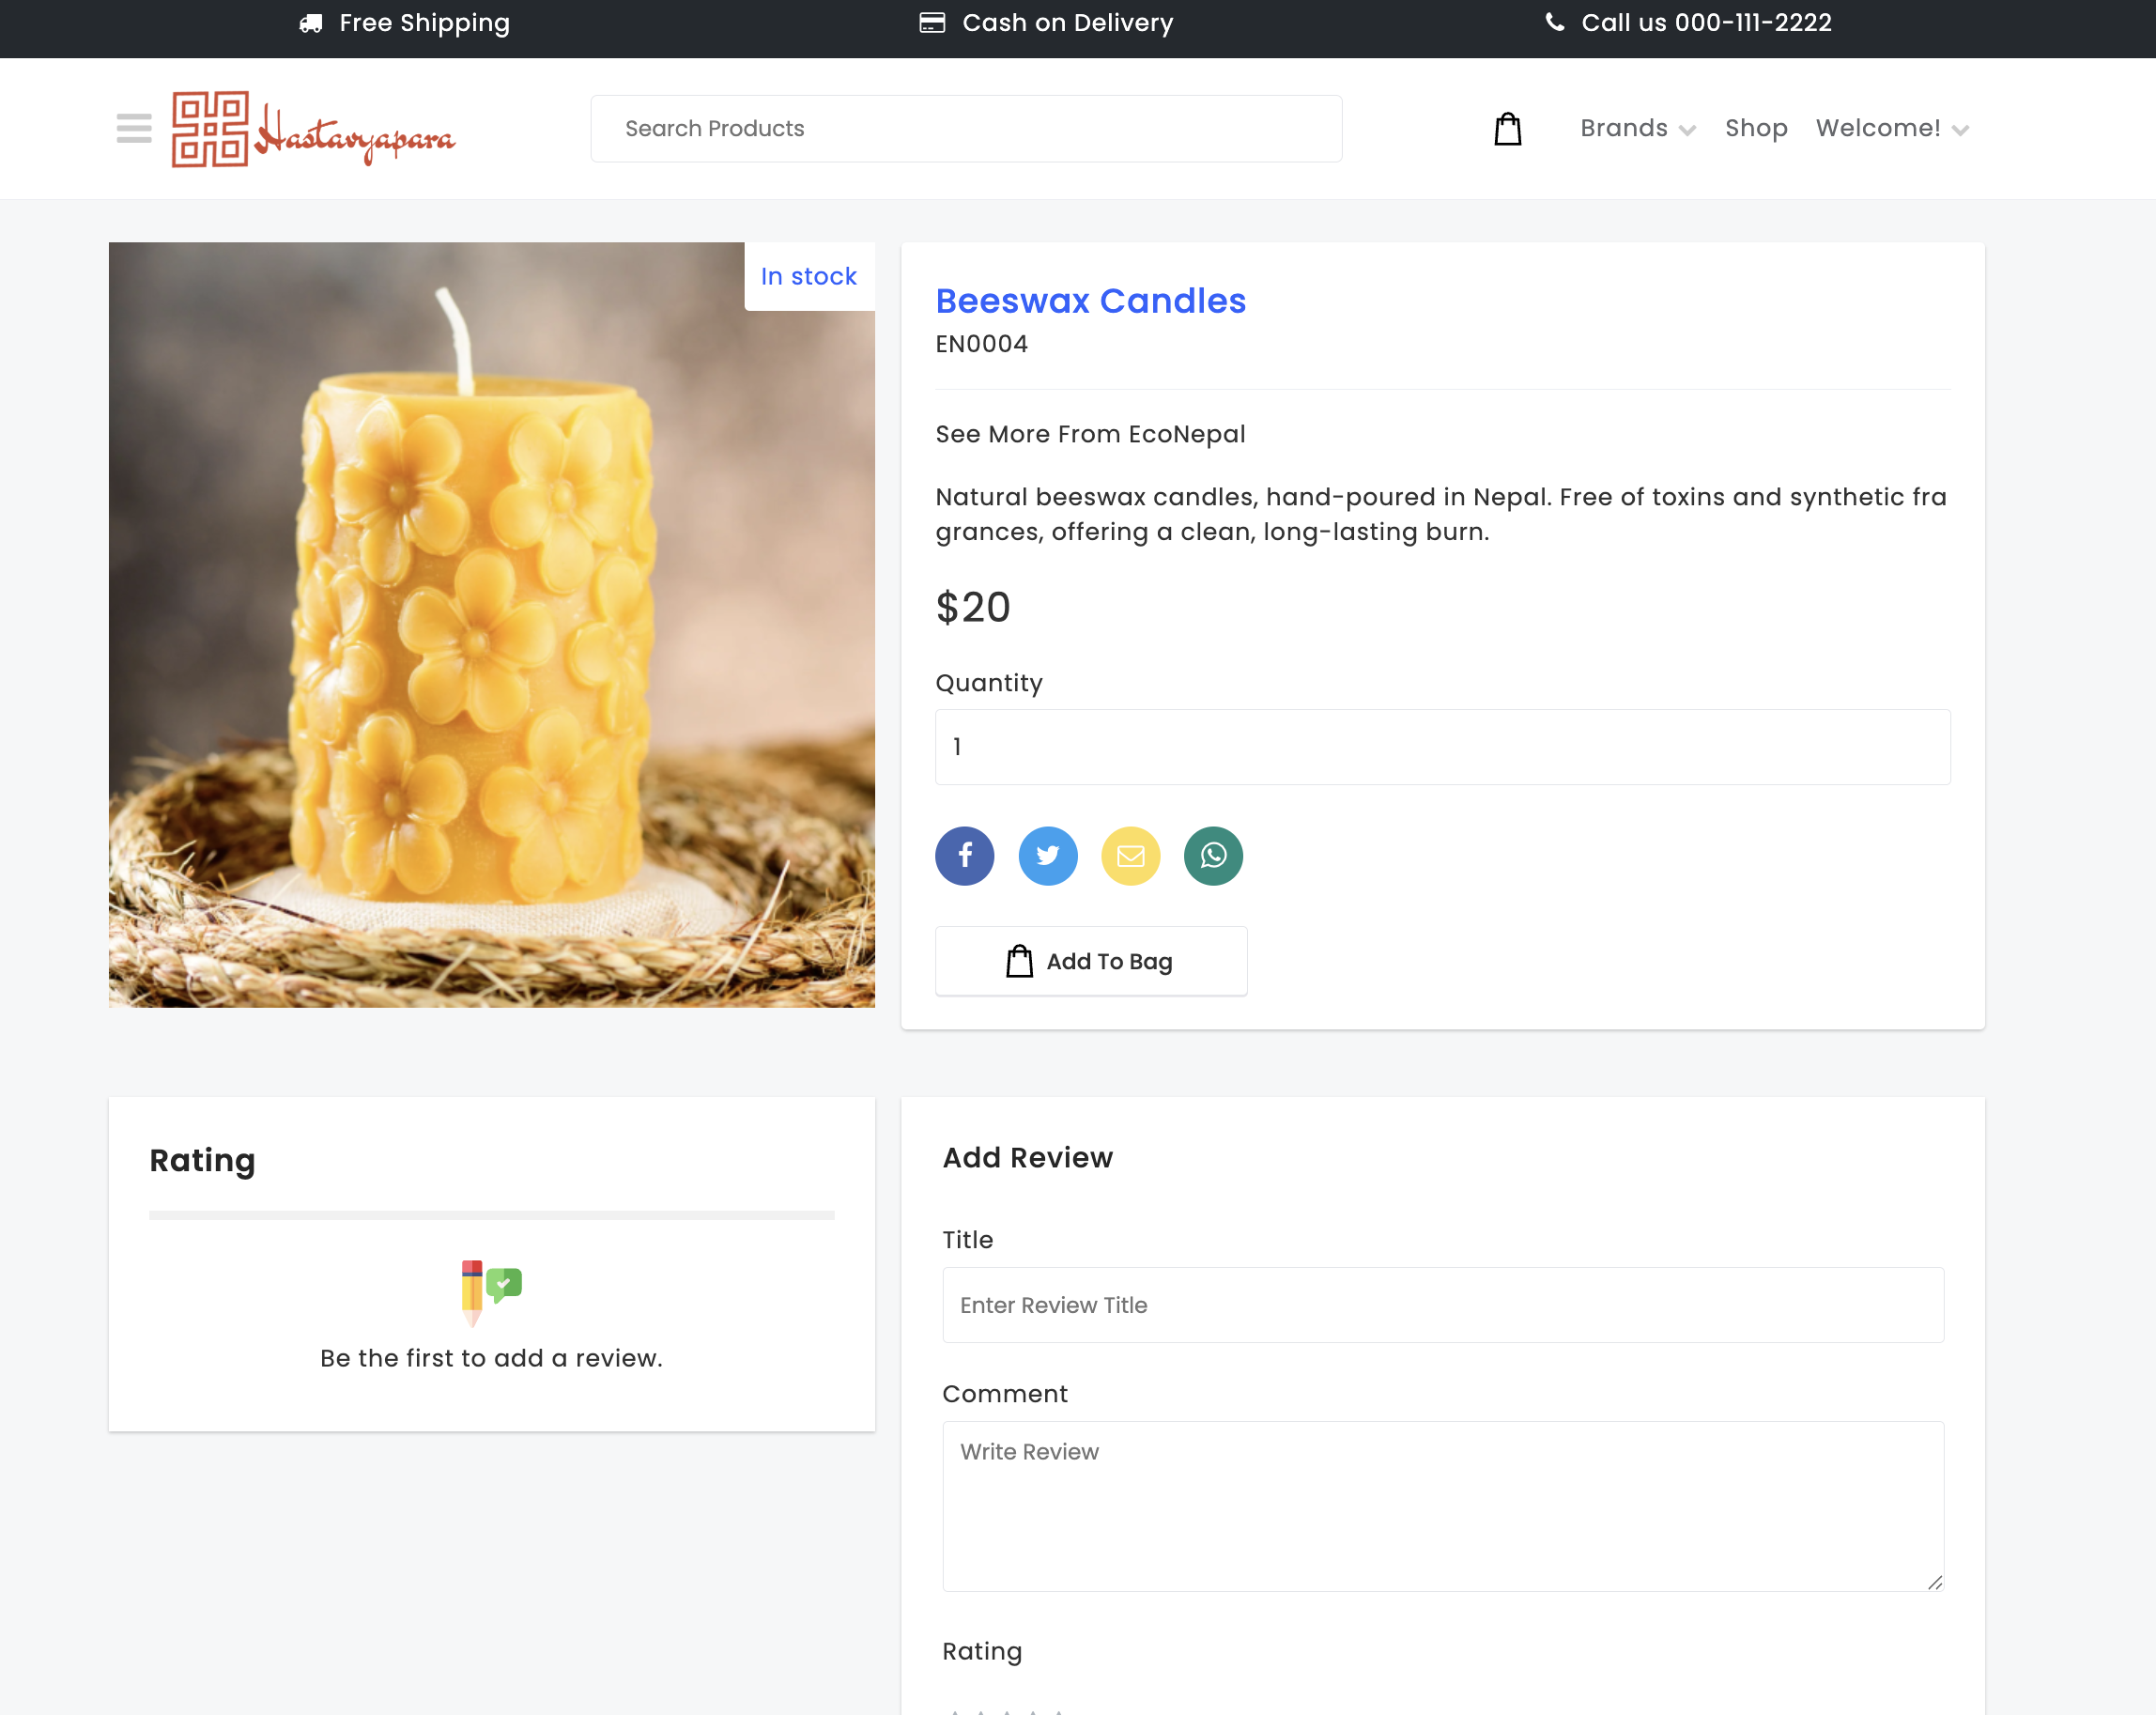 Free Shipping
Cash on Delivery
Call us 000-111-2222
Hastavyapara
Search Products
Brands
Shop
Welcome!
In stock
Beeswax Candles
EN0004
See More From EcoNepal
Natural beeswax candles, hand-poured in Nepal. Free of toxins and synthetic fra
grances, offering a clean, long-lasting burn.
$20
Quantity
1
Add To Bag
Rating
Be the first to add a review.
Add Review
Title
Enter Review Title
Comment
Write Review
Rating